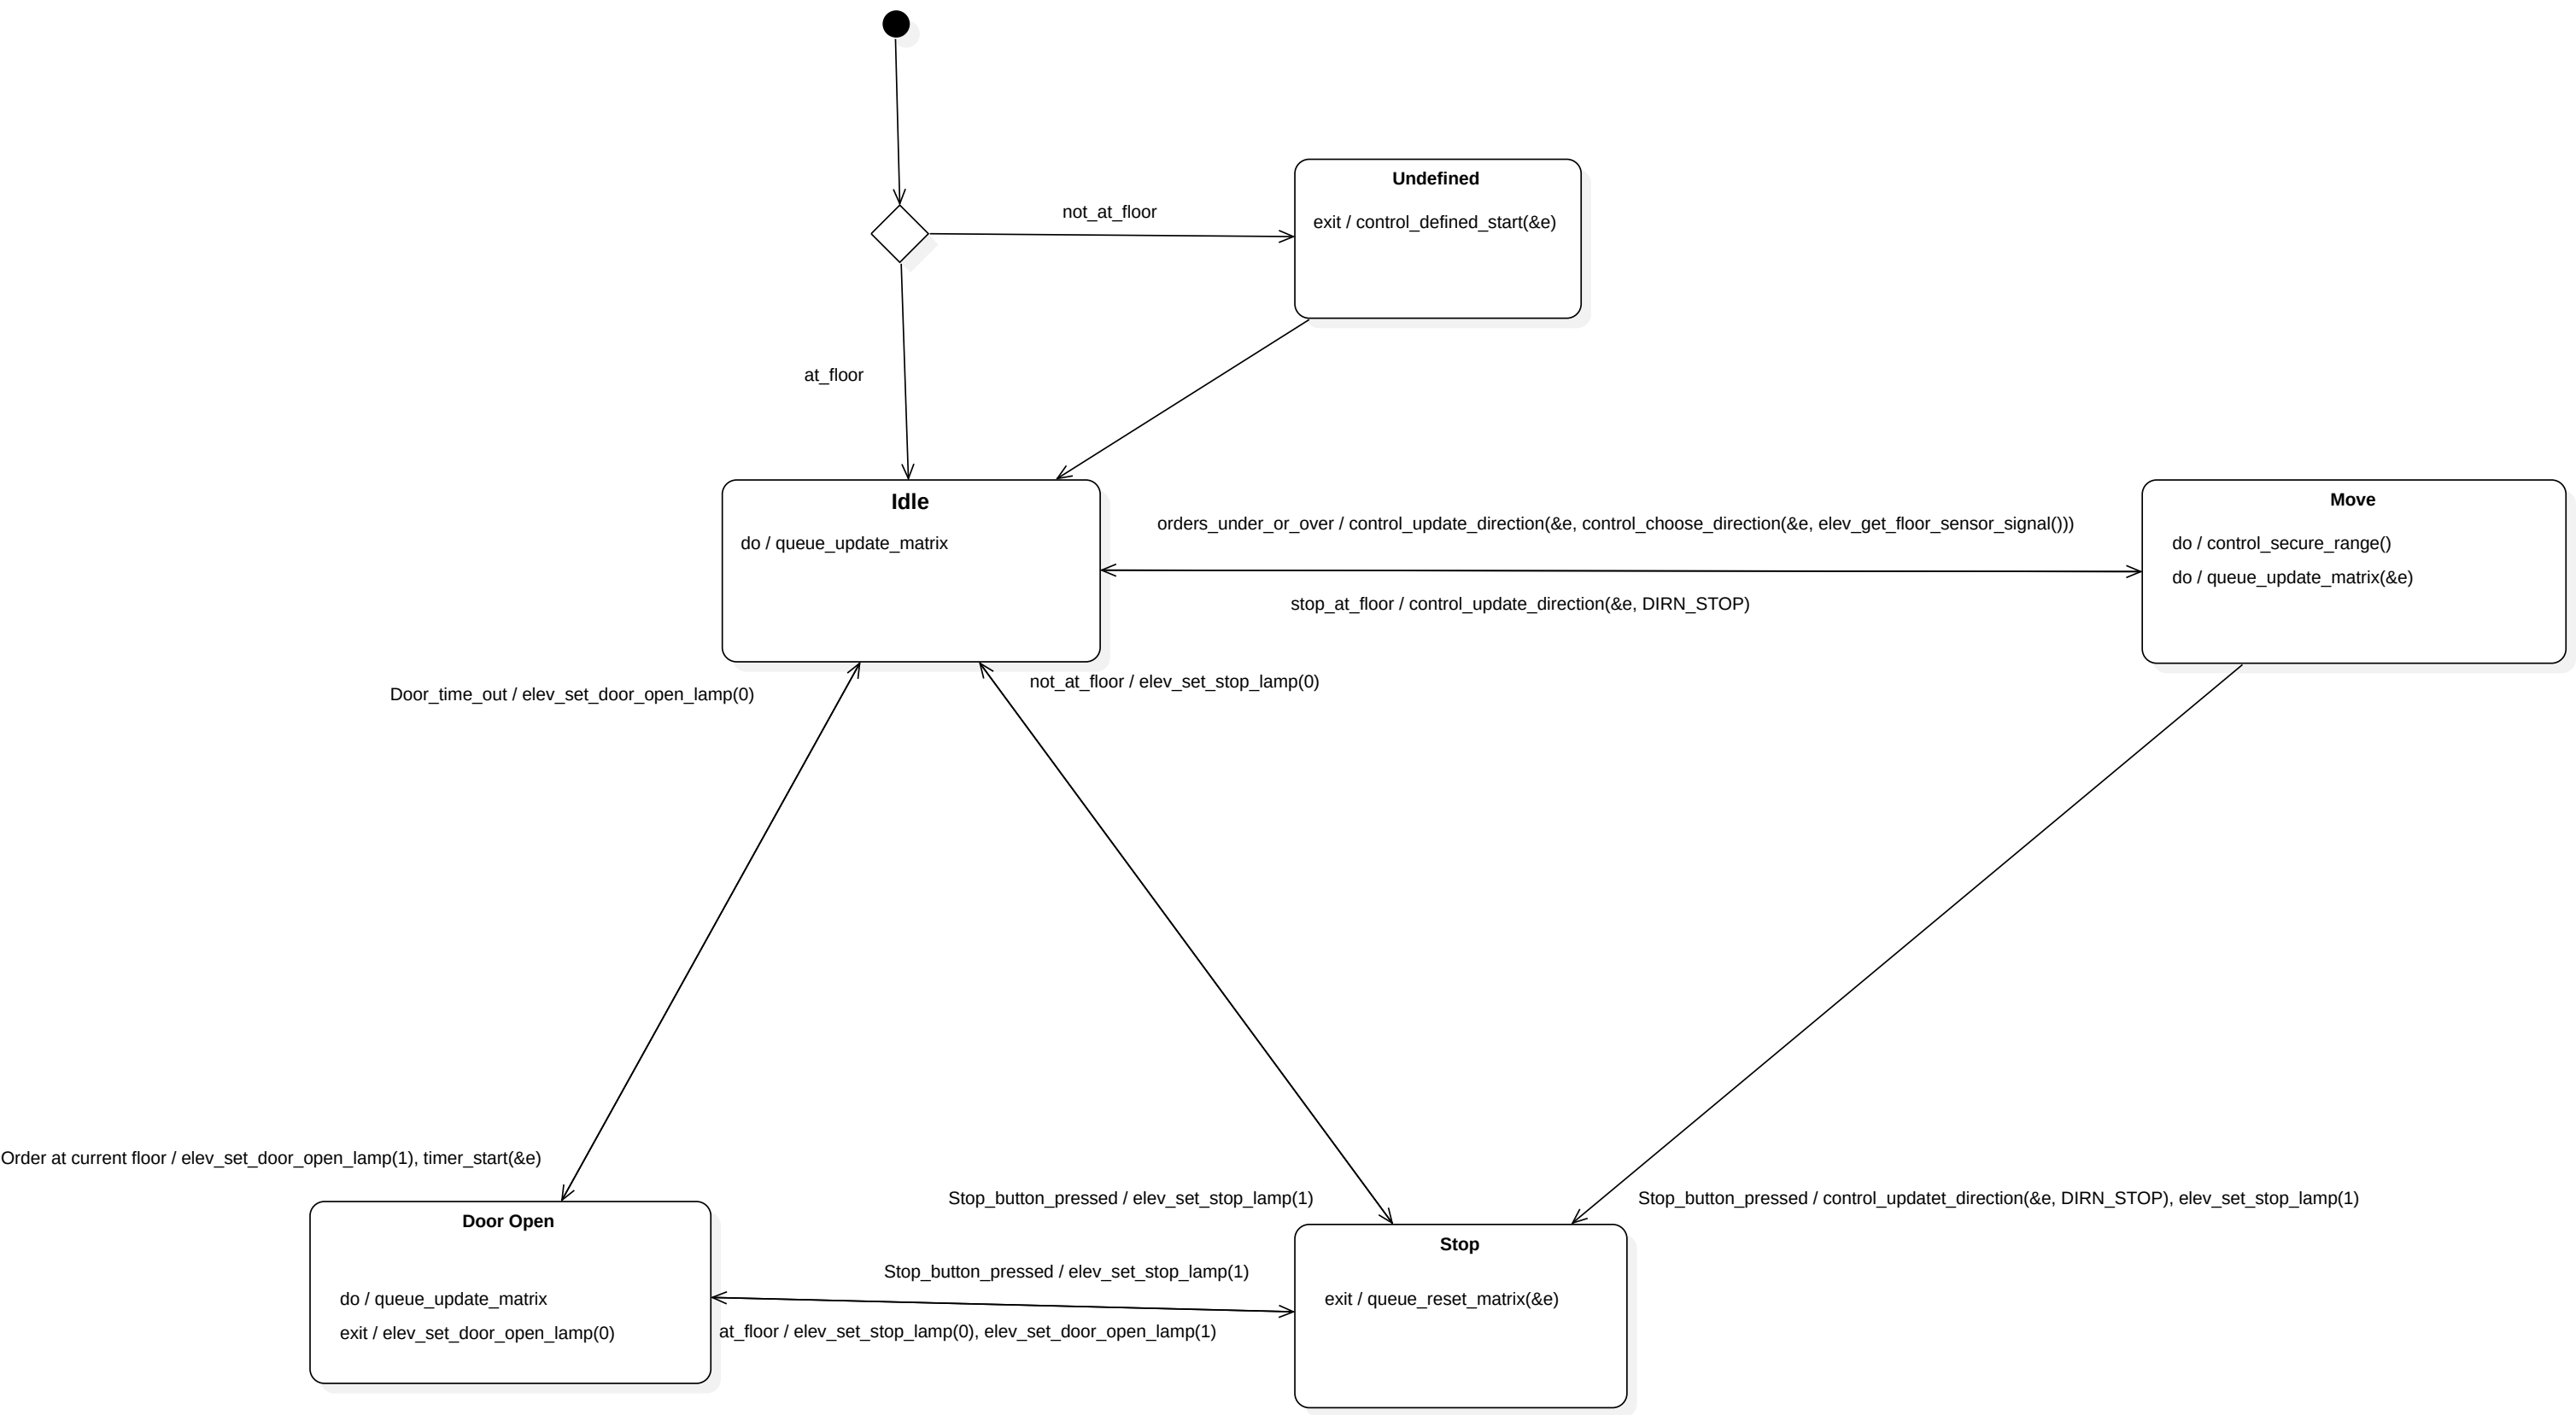 Undefined
not_at_floor
exit / control_defined_start(&e)
at_floor
Idle
Move
orders_under_or_over / control_update_direction(&e, control_choose_direction(&e, elev_get_floor_sensor_signal()))
do / queue_update_matrix
do / control_secure_range()
do / queue_update_matrix(&e)
stop_at_floor / control_update_direction(&e, DIRN_STOP)
not_at_floor / elev_set_stop_lamp(0)
Door_time_out / elev_set_door_open_lamp(0)
Order at current floor / elev_set_door_open_lamp(1), timer_start(&e)
Stop_button_pressed / elev_set_stop_lamp(1)
Stop_button_pressed / control_updatet_direction(&e, DIRN_STOP), elev_set_stop_lamp(1)
Door Open
Stop
Stop_button_pressed / elev_set_stop_lamp(1)
do / queue_update_matrix
exit / queue_reset_matrix(&e)
exit / elev_set_door_open_lamp(0)
at_floor / elev_set_stop_lamp(0), elev_set_door_open_lamp(1)